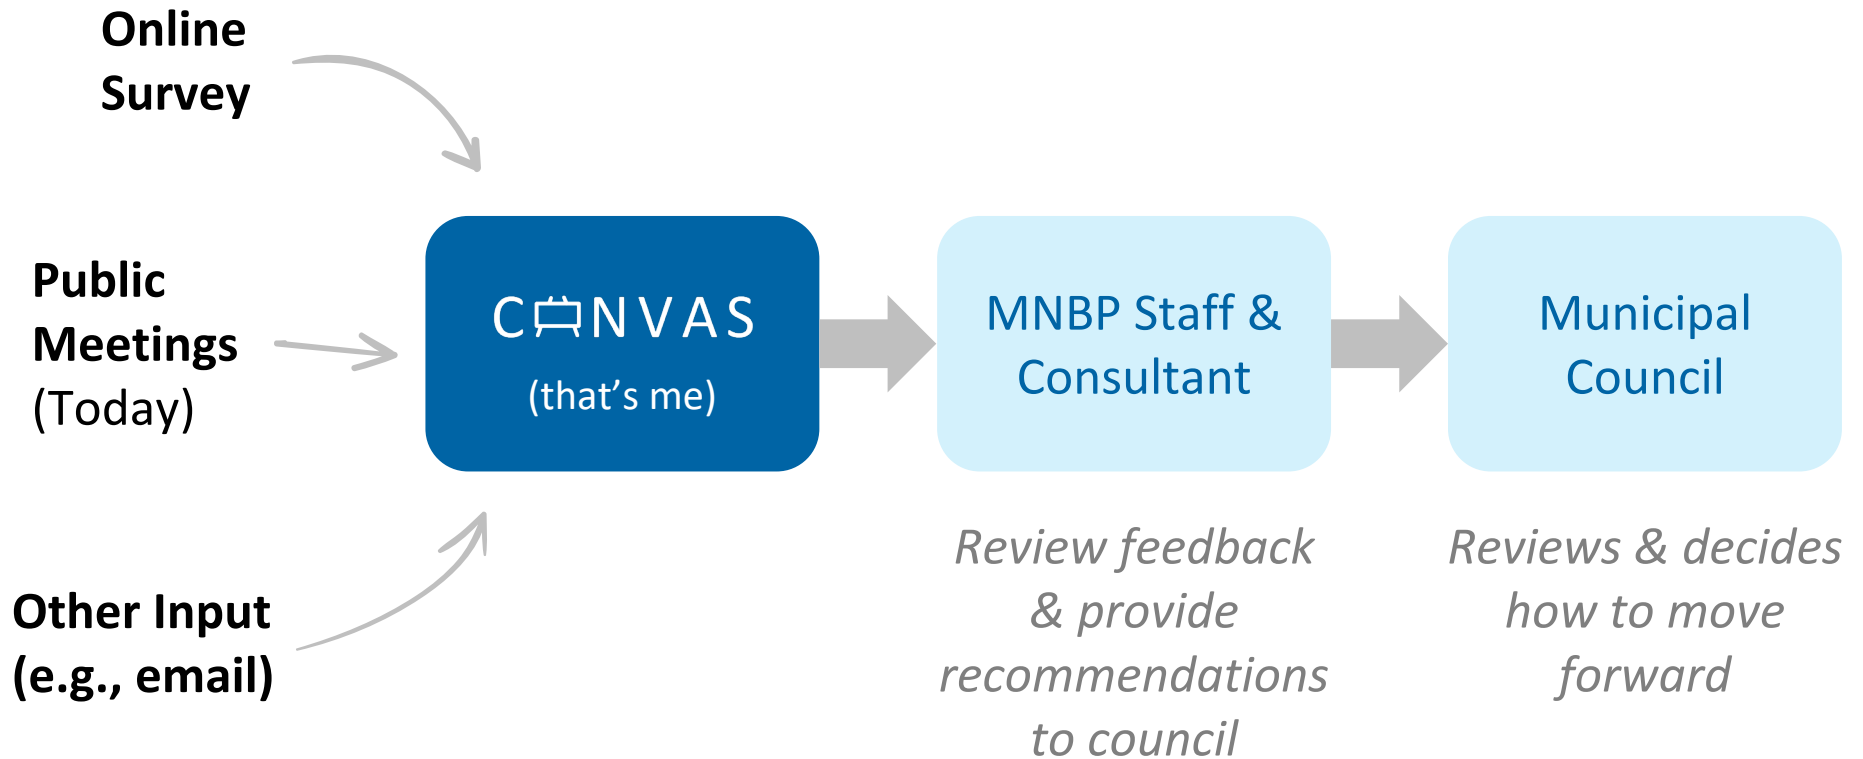 Online
Survey
Public
Meetings
(Today)
Other Input
(e.g., email)
CANVAS
(that’s me)
MNBP Staff &
Consultant
Review feedback
& provide
recommendations
to council
Municipal
Council
Reviews & decides
how to move
forward